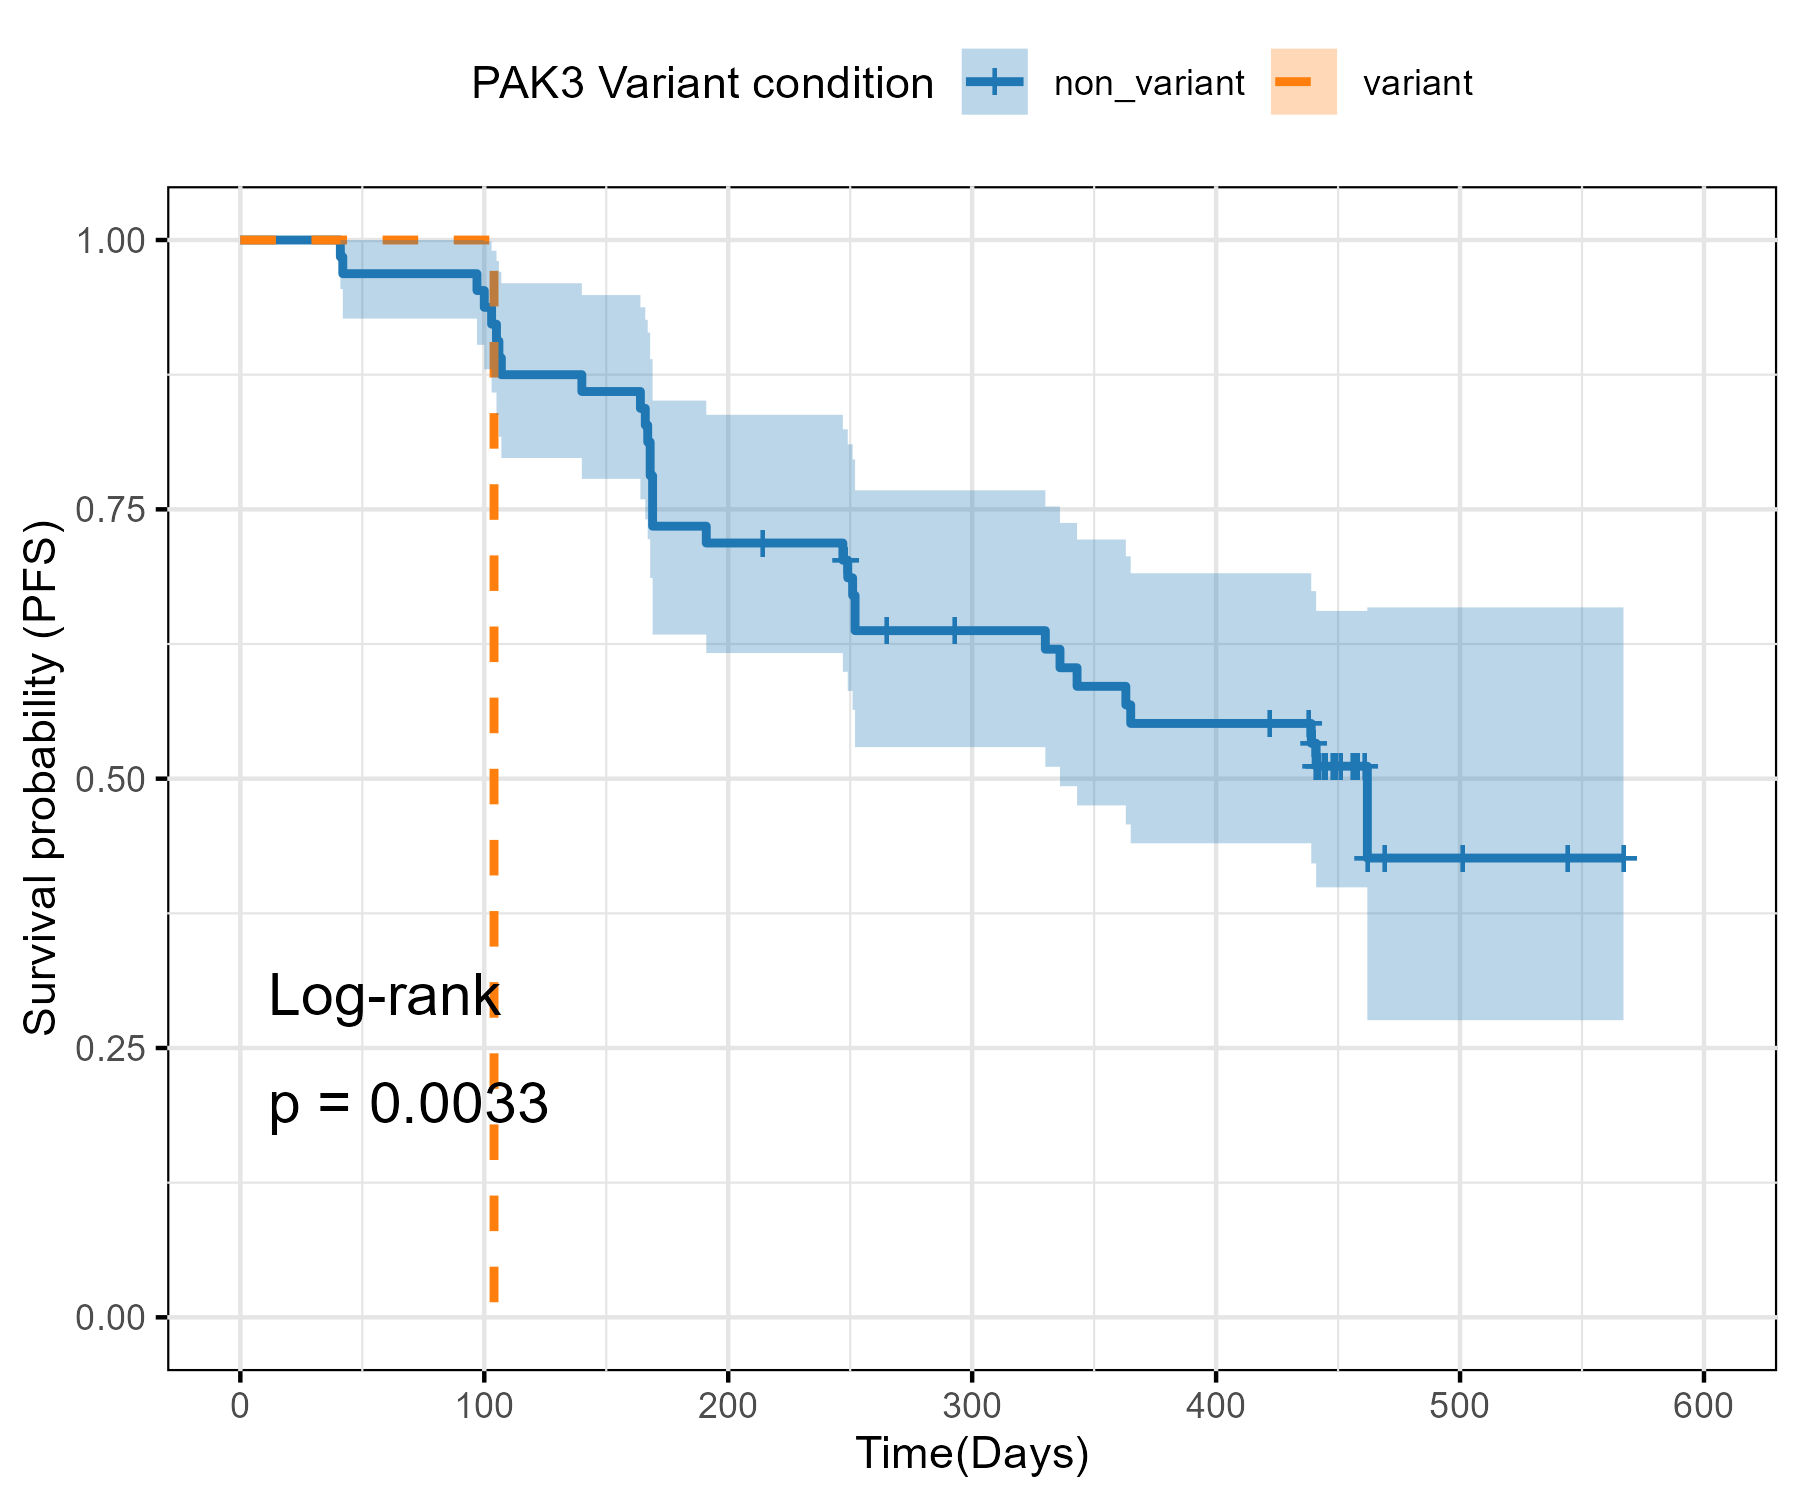 PAK3 Variant condition non_variant variant
Survival probability (PFS)
1.00
0.75
0.50
0.25
0.00
Log-rank
p = 0.0033
0 100 200 300 400 500 600
Time(Days)